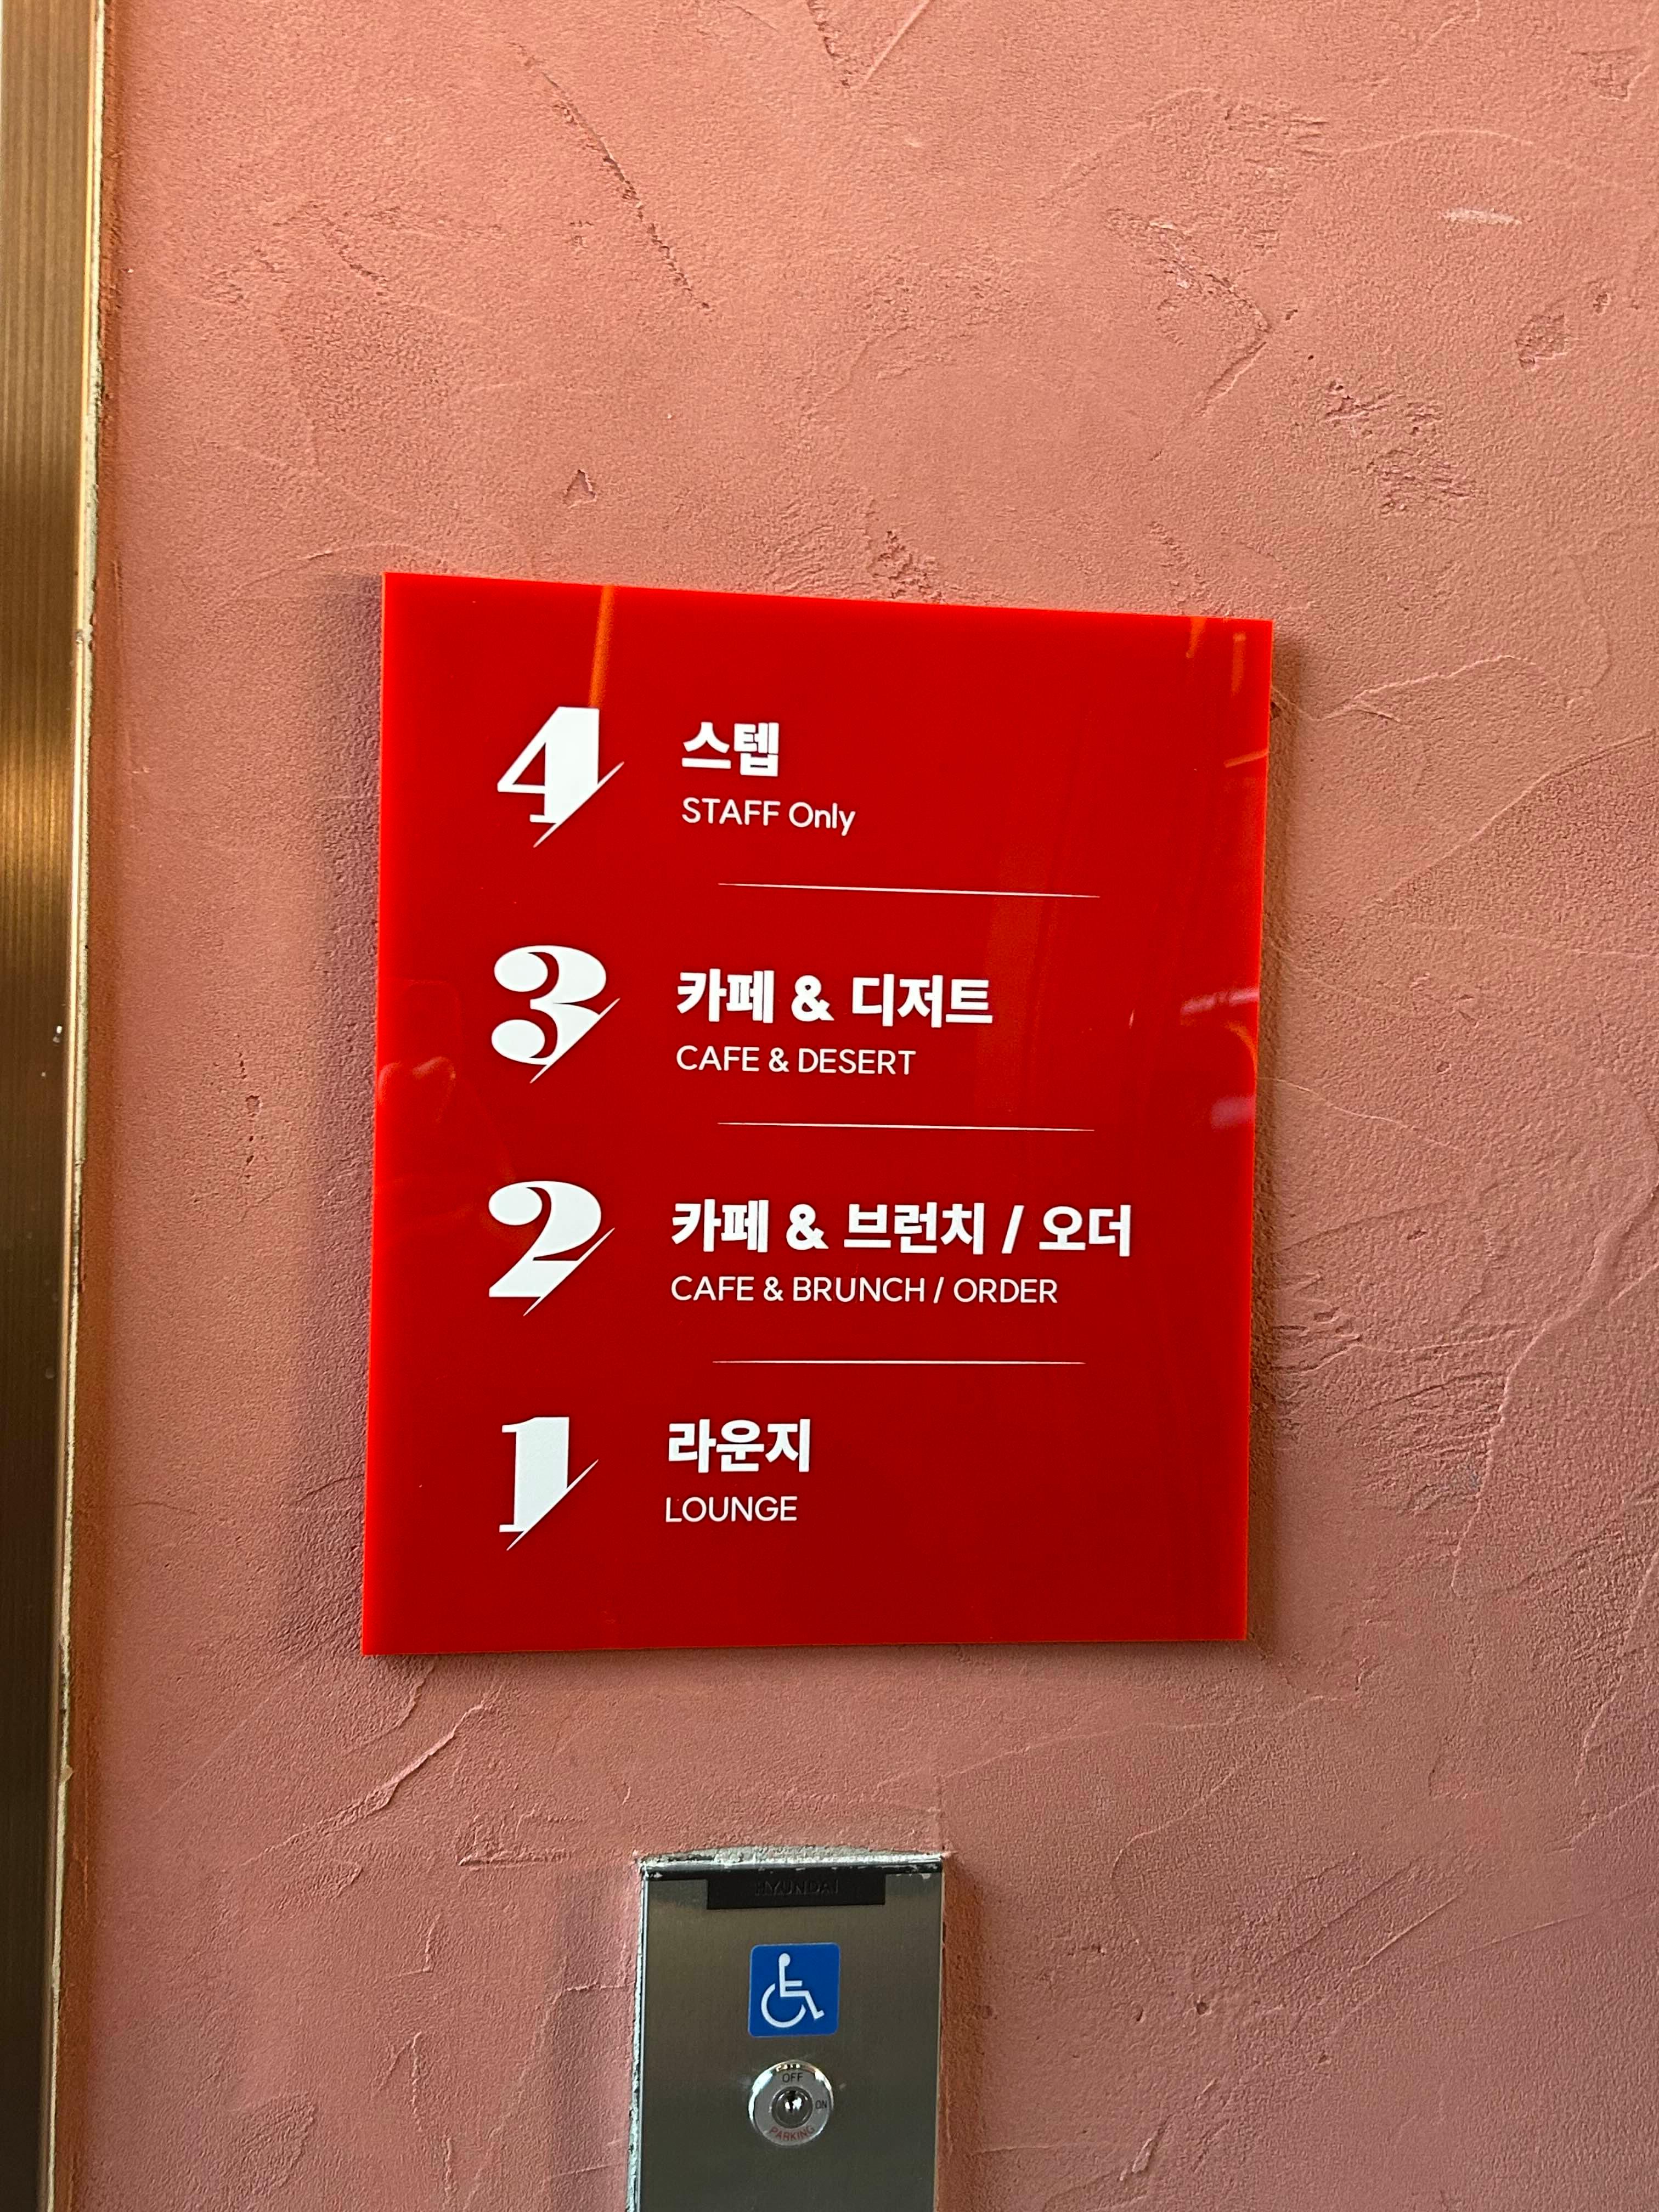 4
스텝
STAFF Only
3
카페 & 디저트
CAFE & DESERT
2
카페 & 브런치 / 오더
CAFE & BRUNCH / ORDER
1
라운지
LOUNGE
HYUNDAI
OFF
ON
PARKING